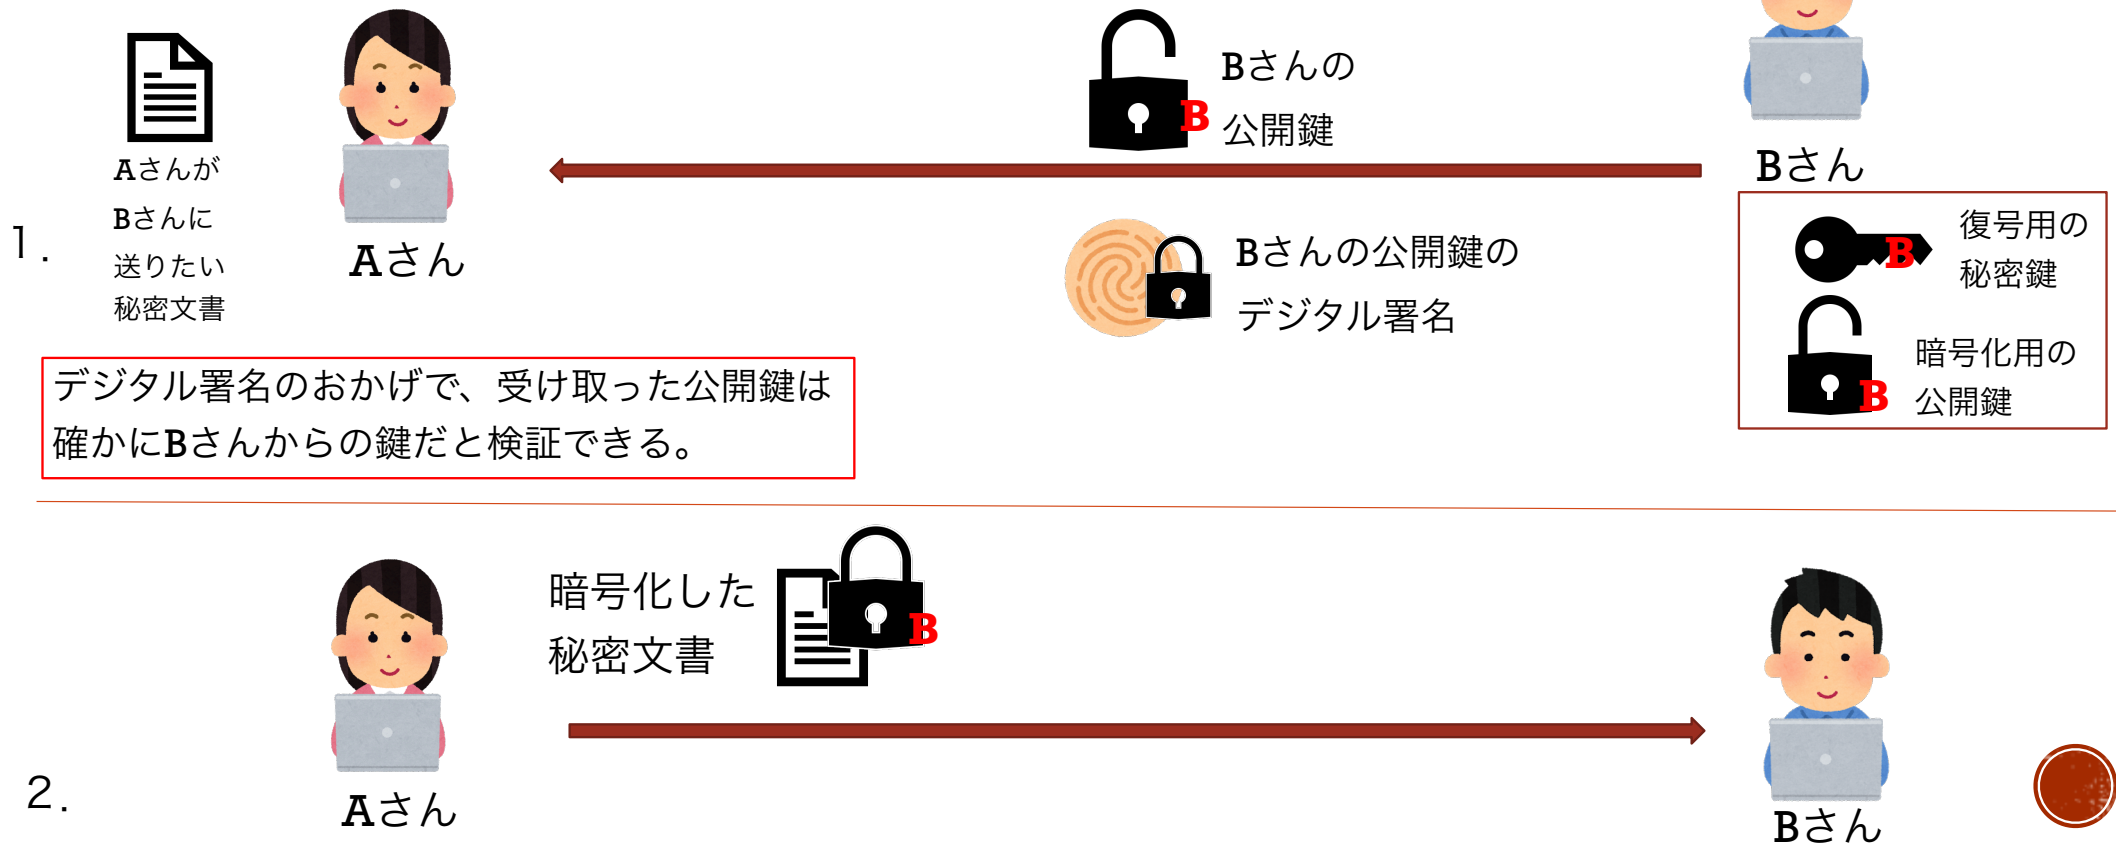 1.
Aさんが
Bさんに
送りたい
秘密文書
Aさん
Bさんの
公開鍵
B
Bさんの公開鍵の
デジタル署名
Bさん
復号用の
秘密鍵
B
暗号化用の
公開鍵
B
デジタル署名のおかげで、受け取った公開鍵は
確かにBさんからの鍵だと検証できる。
2.
Aさん
暗号化した
秘密文書
B
Bさん